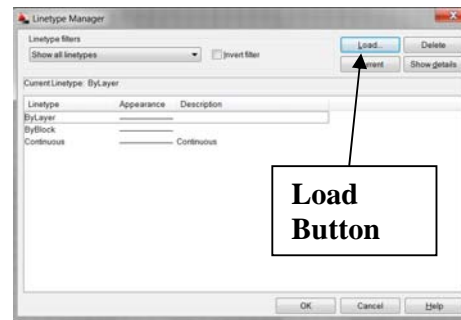 Linetype Manager
Linetype filters
Show all linetypes
Invert filter
Load...
Delete
Show details
Current Linetype: ByLayer
Linetype Appearance Description
ByLayer
ByBlock
Continuous Continuous
Load
Button
OK Cancel Help